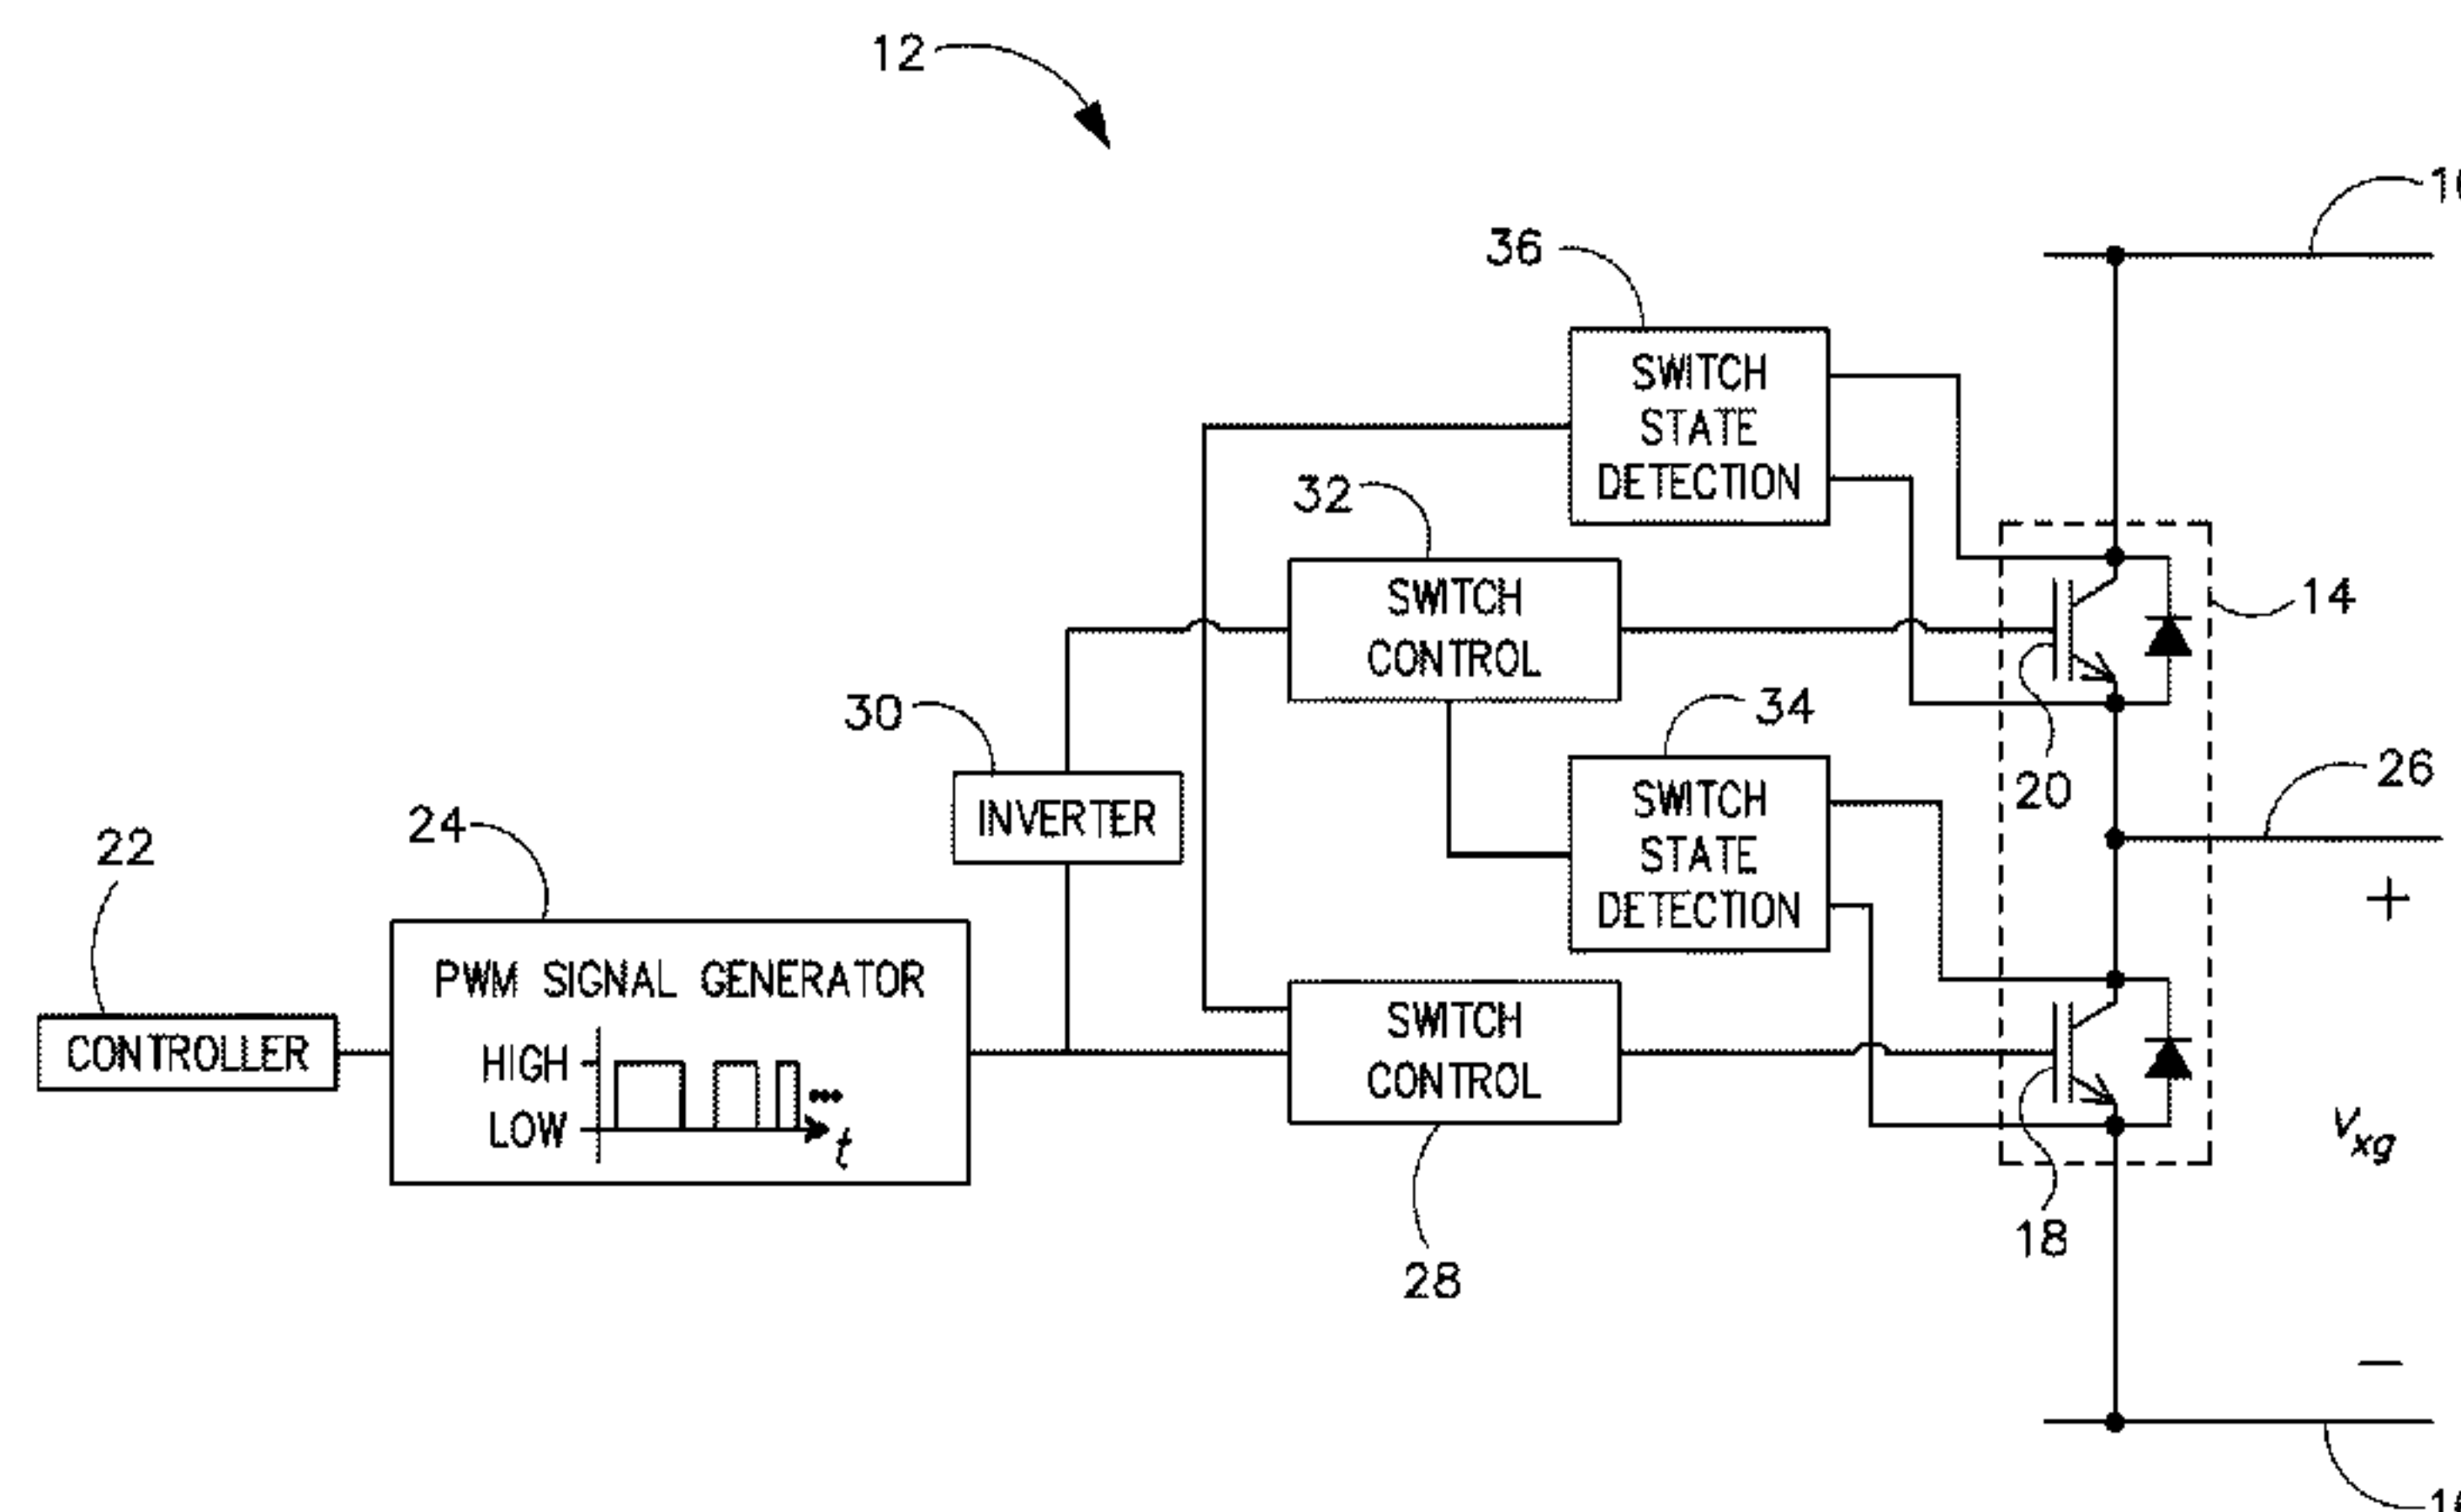 12
36
SWITCH
STATE
DETECTION
32
SWITCH
CONTROL
14
30
34
20
26
INVERTER
SWITCH
STATE
DETECTION
24
22
+
PWM SIGNAL GENERATOR
HIGH
LOW
t
CONTROLLER
SWITCH
CONTROL
Vxg
18
28
−